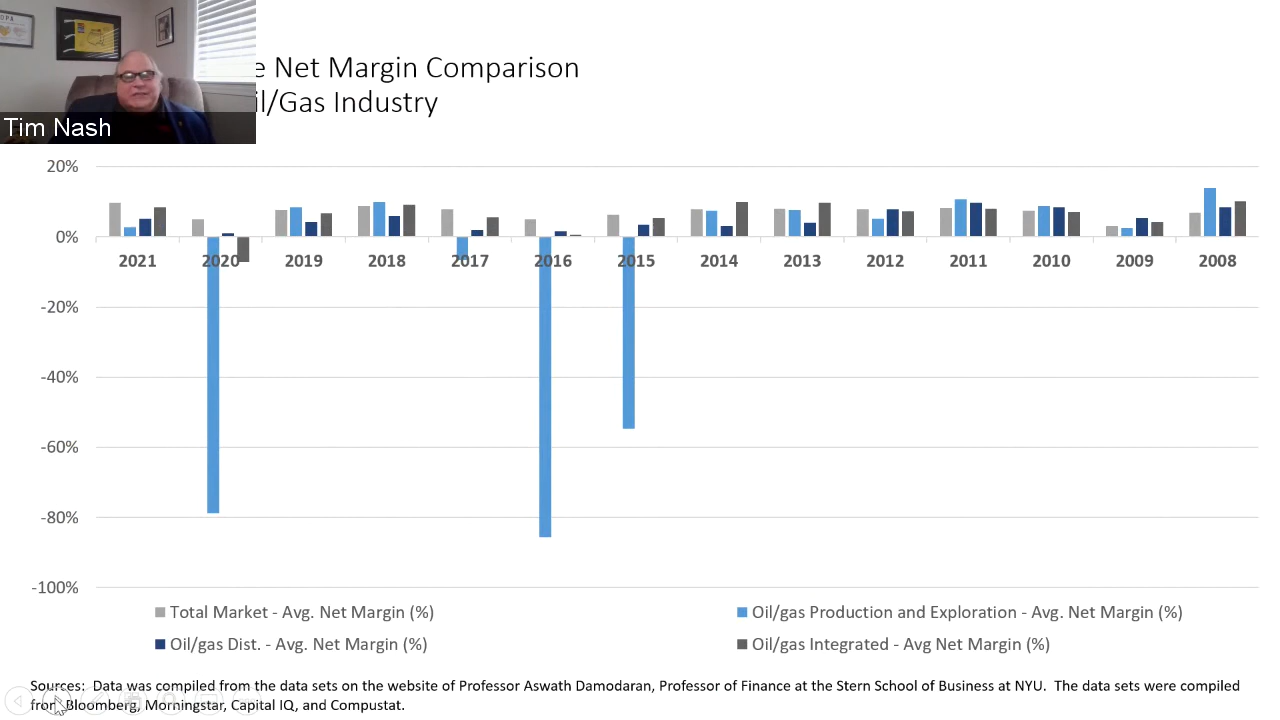 OPA
Tim Nash
e Net Margin Comparison
il/Gas Industry
20%
0%
-20%
-40%
-60%
-80%
-100%
2021 2020 2019 2018 2017 2016 2015 2014 2013 2012 2011 2010 2009 2008
Total Market - Avg. Net Margin (%) Oil/gas Production and Exploration - Avg. Net Margin (%)
Oil/gas Dist. - Avg. Net Margin (%) Oil/gas Integrated - Avg Net Margin (%)
Sources: Data was compiled from the data sets on the website of Professor Aswath Damodaran, Professor of Finance at the Stern School of Business at NYU. The data sets were compiled
from Bloomberg, Morningstar, Capital IQ, and Compustat.